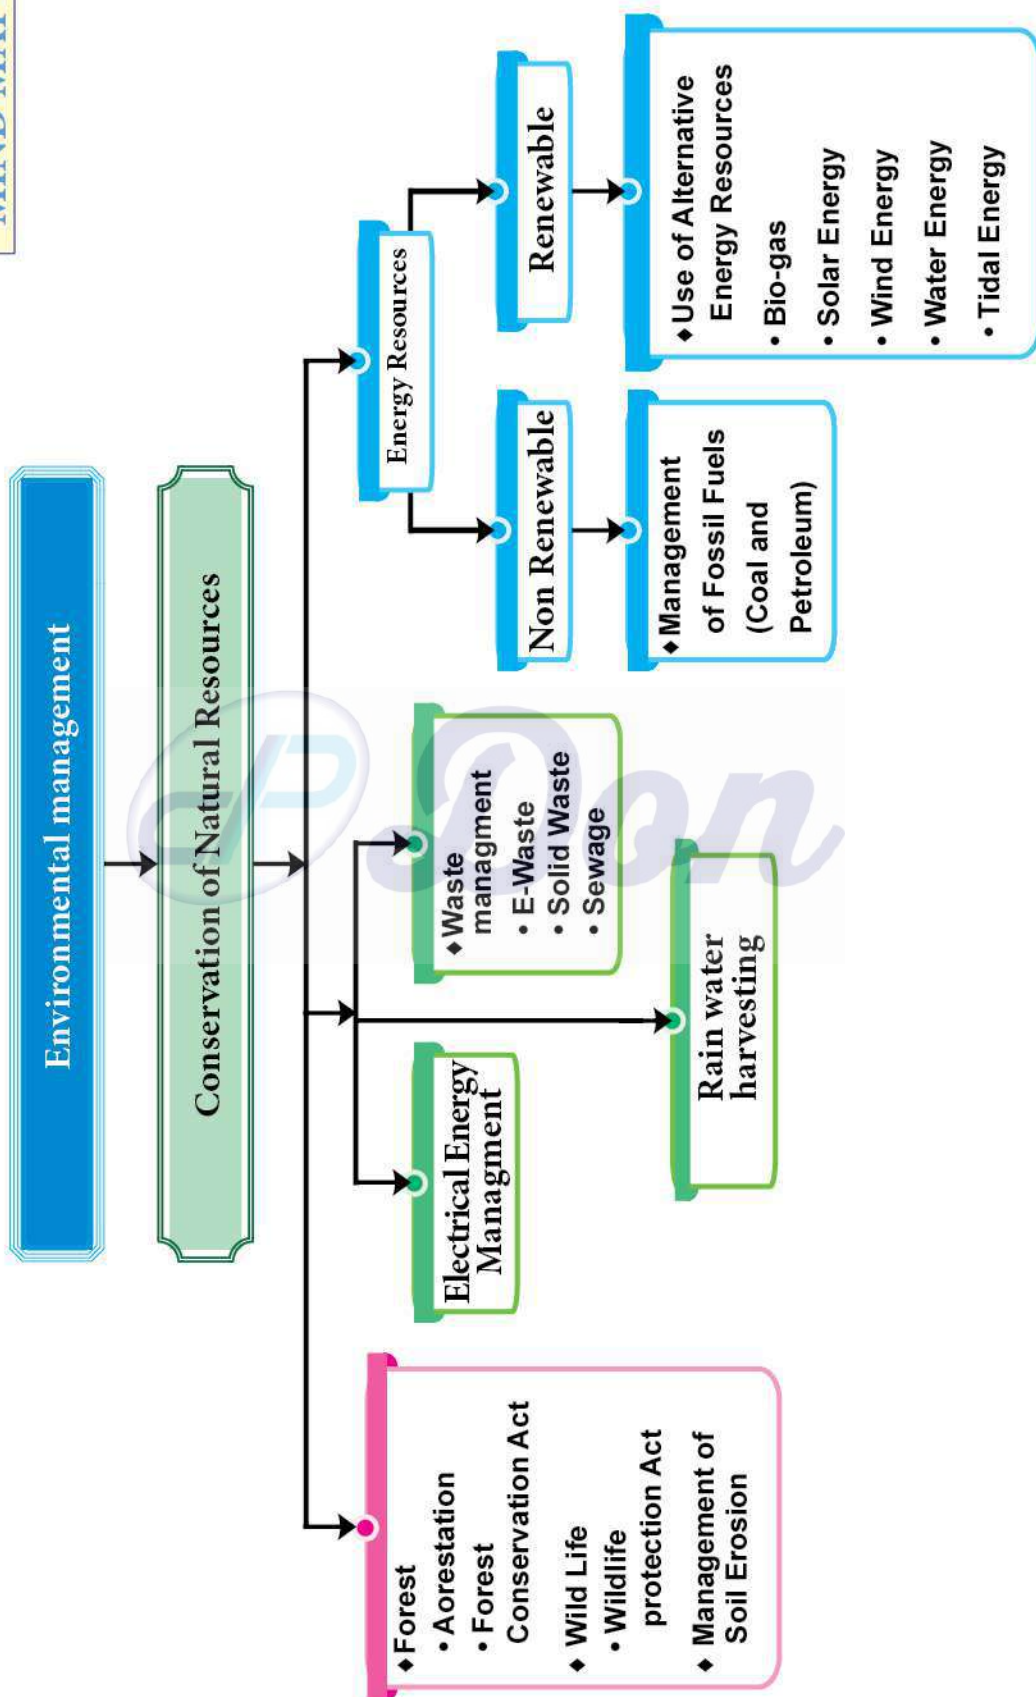 MIND MAP
Environmental management
Conservation of Natural Resources
◆Forest
• Aorestation
• Forest
Conservation Act
◆ Wild Life
• Wildlife
protection Act
◆ Management of
Soil Erosion
Electrical Energy
Managment
◆Waste
managment
• E-Waste
• Solid Waste
• Sewage
Rain water
harvesting
Energy Resources
Non Renewable
◆Management
of Fossil Fuels
(Coal and
Petroleum)
Renewable
◆Use of Alternative
Energy Resources
• Bio-gas
• Solar Energy
• Wind Energy
• Water Energy
• Tidal Energy
Don